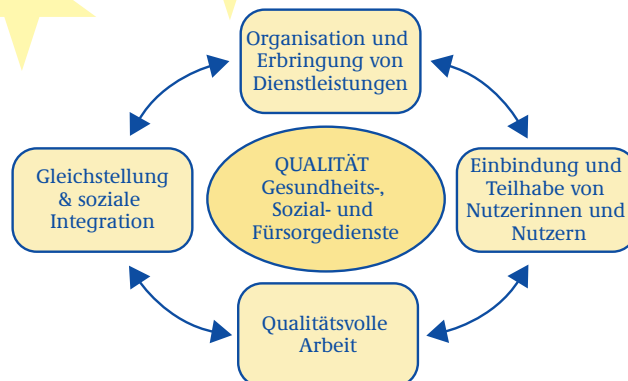 Organisation und
Erbringung von
Dienstleistungen
Gleichstellung
& soziale
Integration
QUALITÄT
Gesundheits-,
Sozial- und
Fürsorgedienste
Einbindung und
Teilhabe von
Nutzerinnen und
Nutzern
Qualitätsvolle
Arbeit